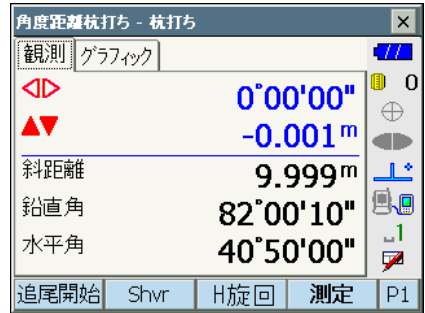 角度距離杭打ち - 杭打ち
観測 グラフィック
0°00'00"
0
-0.001m
斜距離 9.999m
鉛直角 82°00'10"
水平角 40°50'00"
1
追尾開始 Shvr H旋回 測定 P1